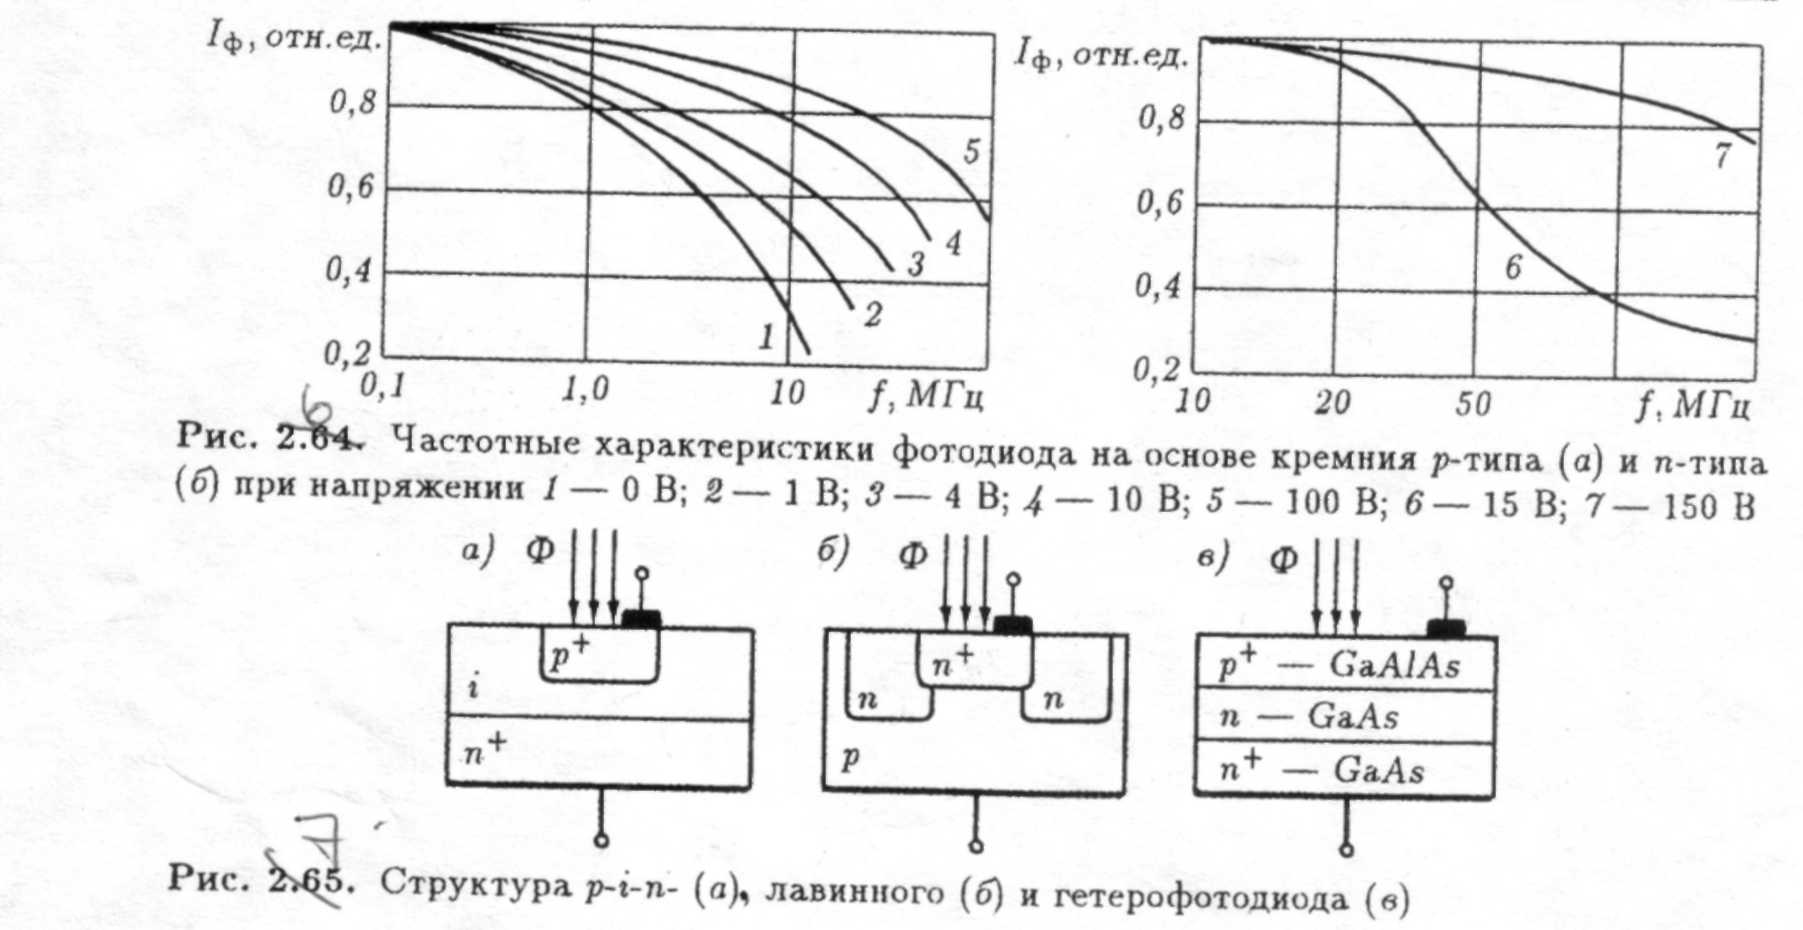 Iф, отн.ед.
0,8
0,6
0,4
0,2
0,1 1,0 10 f, МГц
1
2
3
4
5
Iф, отн.ед.
0,8
0,6
0,4
0,2
10 20 50 f, МГц
6
7
6
Рис. 2.64. Частотные характеристики фотодиода на основе кремния p-типа (а) и n-типа
(б) при напряжении 1 — 0 В; 2 — 1 В; 3 — 4 В; 4 — 10 В; 5 — 100 В; 6 — 15 В; 7 — 150 В
а) Ф
p+
i
n+
б) Ф
n+
n n
p
в) Ф
p+ — GaAlAs
n — GaAs
n+ — GaAs
7
Рис. 2.65. Структура p-i-n- (а), лавинного (б) и гетерофотодиода (в)